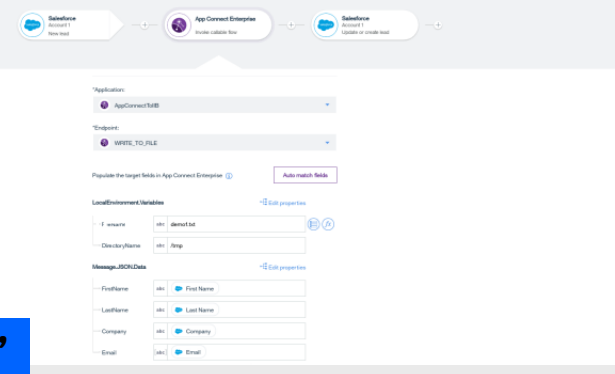 Salesforce
Account 1
New lead
App Connect Enterprise
Invoke callable flow
Salesforce
Account 1
Update or create lead
*Application:
*Endpoint:
WRITE_TO_FILE
Populate the target fields in App Connect Enterprise
Auto match fields
LocalEnvironment.Variables
Edit properties
abc demo1.txt
DirectoryName abc /tmp
Message.JSON.Data
Edit properties
FirstName abc First Name
LastName abc Last Name
Company abc Company
Email abc Email